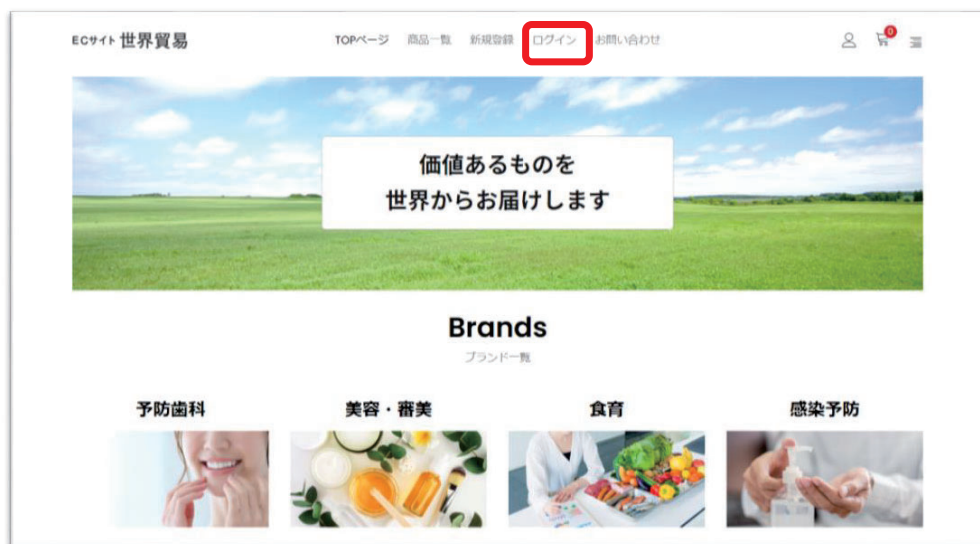 ECサイト 世界貿易
TOPページ 商品一覧 新規登録 ログイン お問い合わせ
0
価値あるものを
世界からお届けします
Brands
ブランド一覧
予防歯科 美容・審美 食育 感染予防